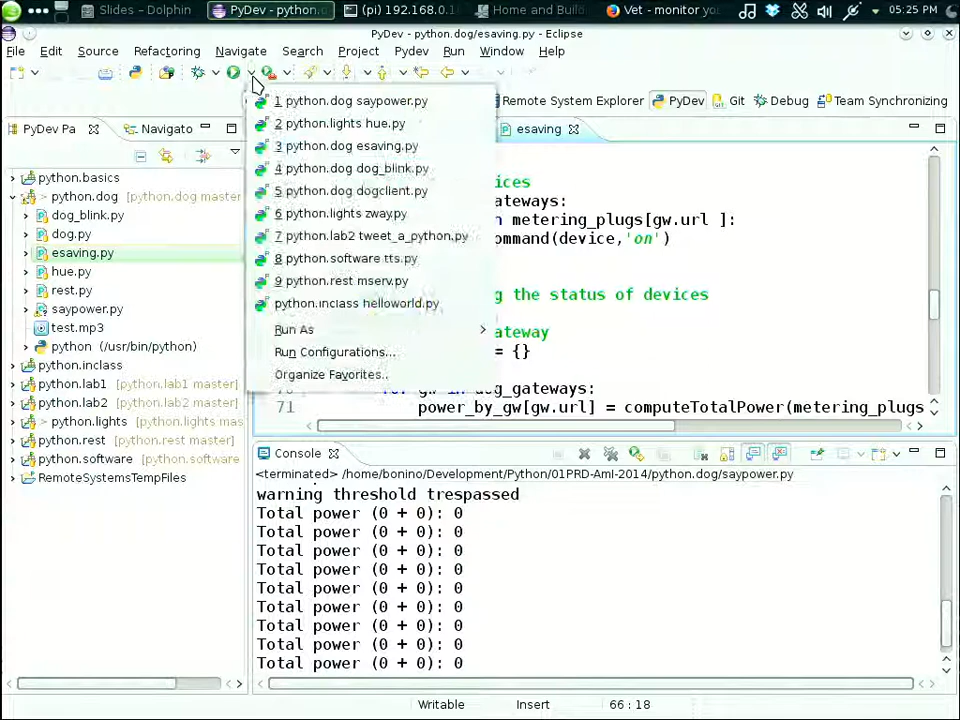 Slides - Dolphin
PyDev - python.
(pi) 192.168.0.1
Home and Build
Vet - monitor yo
05:25 PM
PyDev - python.dog/esaving.py - Eclipse
File Edit Source Refactoring Navigate Search Project Pydev Run Window Help
Remote System Explorer PyDev Git Debug Team Synchronizing
PyDev Pa Navigato
esaving
python.basics
> python.dog [python.dog master
dog_blink.py
dog.py
esaving.py
hue.py
rest.py
saypower.py
test.mp3
python (/usr/bin/python)
python.inclass
python.lab1 [python.lab1 master]
python.lab2 [python.lab2 master]
> python.lights [python.lights mas
python.rest [python.rest master]
python.software [python.software
RemoteSystemsTempFiles
1 python.dog saypower.py
2 python.lights hue.py
3 python.dog esaving.py
4 python.dog dog_blink.py
5 python.dog dogclient.py
6 python.lights zway.py
7 python.lab2 tweet_a_python.py
8 python.software tts.py
9 python.rest mserv.py
python.inclass helloworld.py
Run As
Run Configurations...
Organize Favorites..
ices
ateways:
n metering_plugs[gw.url ]:
ommand(device,'on')
g the status of devices
ateway
= {}
for gw in dog_gateways:
71 power_by_gw[gw.url] = computeTotalPower(metering_plugs
Console
<terminated> /home/bonino/Development/Python/01PRD-AmI-2014/python.dog/saypower.py
warning threshold trespassed
Total power (0 + 0): 0
Total power (0 + 0): 0
Total power (0 + 0): 0
Total power (0 + 0): 0
Total power (0 + 0): 0
Total power (0 + 0): 0
Total power (0 + 0): 0
Total power (0 + 0): 0
Total power (0 + 0): 0
Writable Insert 66 : 18